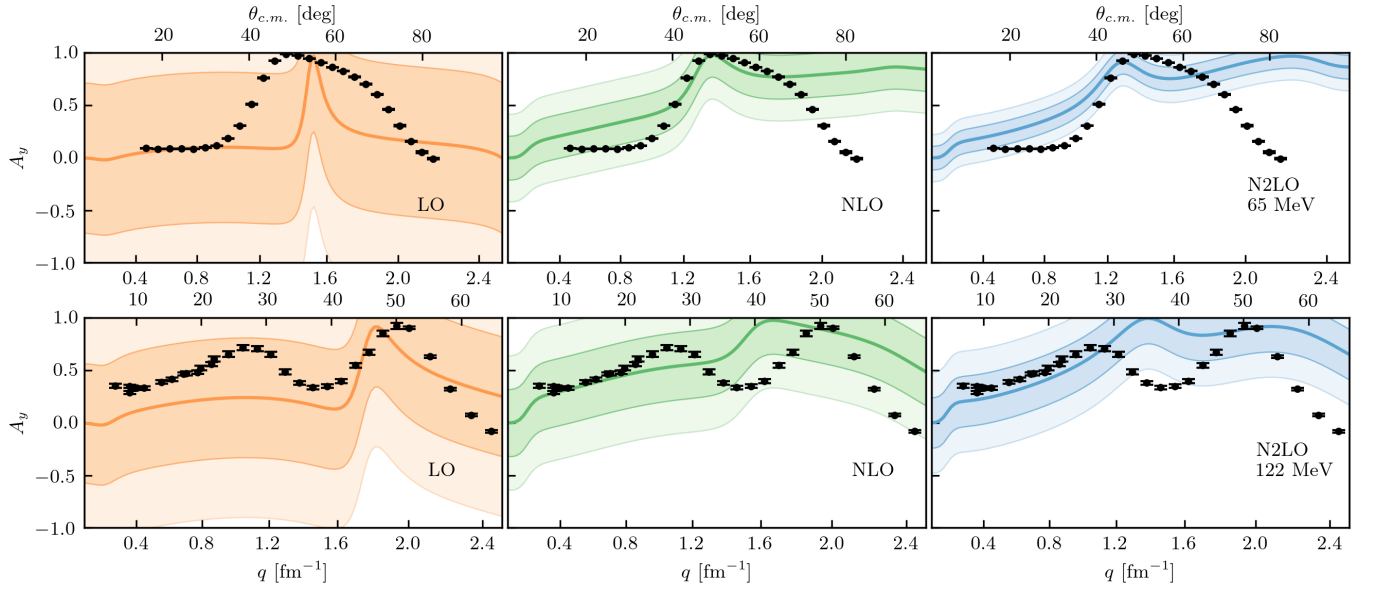 θc.m. [deg] θc.m. [deg] θc.m. [deg]
20 40 60 80 20 40 60 80 20 40 60 80
1.0
0.5
0.0
−0.5
−1.0
Ay
LO
NLO
N2LO
65 MeV
0.4 0.8 1.2 1.6 2.0 2.4 0.4 0.8 1.2 1.6 2.0 2.4 0.4 0.8 1.2 1.6 2.0 2.4
10 20 30 40 50 60 10 20 30 40 50 60 10 20 30 40 50 60
1.0
0.5
0.0
−0.5
−1.0
Ay
LO
NLO
N2LO
122 MeV
0.4 0.8 1.2 1.6 2.0 2.4 0.4 0.8 1.2 1.6 2.0 2.4 0.4 0.8 1.2 1.6 2.0 2.4
q [fm⁻¹] q [fm⁻¹] q [fm⁻¹]